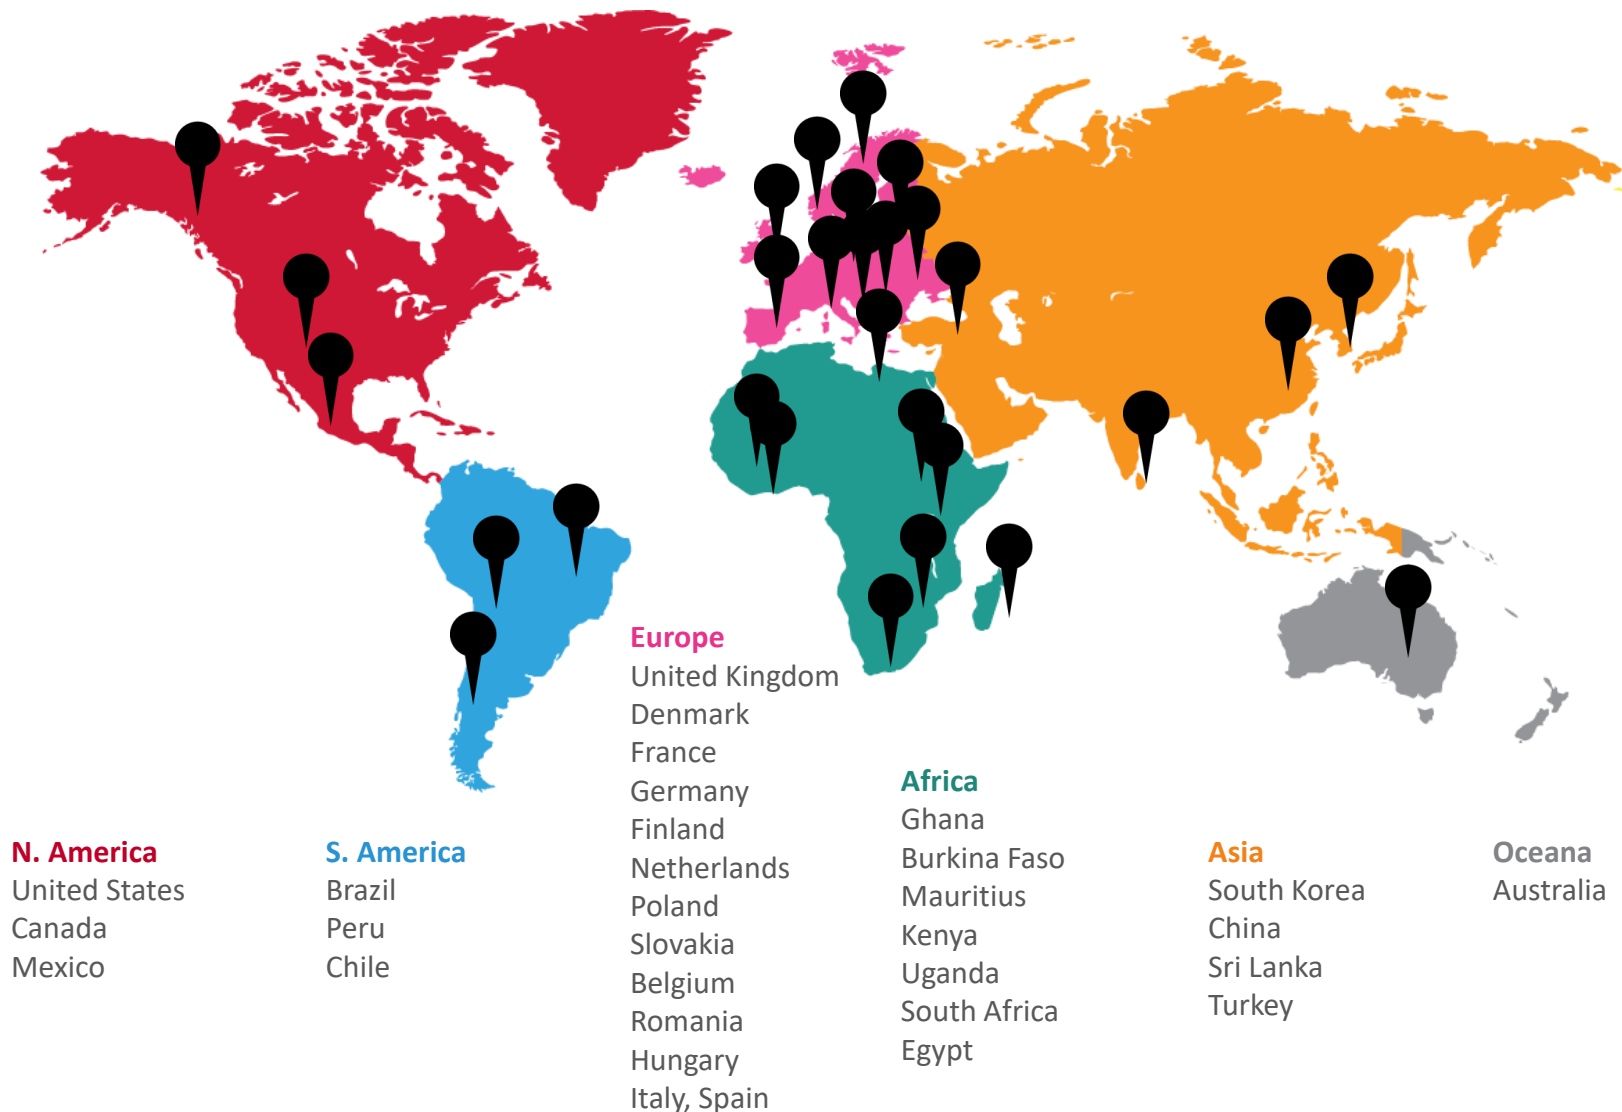 Europe
United Kingdom
Denmark
France
Germany
Finland
Netherlands
Poland
Slovakia
Belgium
Romania
Hungary
Italy, Spain
Africa
Ghana
Burkina Faso
Mauritius
Kenya
Uganda
South Africa
Egypt
N. America
United States
Canada
Mexico
S. America
Brazil
Peru
Chile
Asia
South Korea
China
Sri Lanka
Turkey
Oceana
Australia